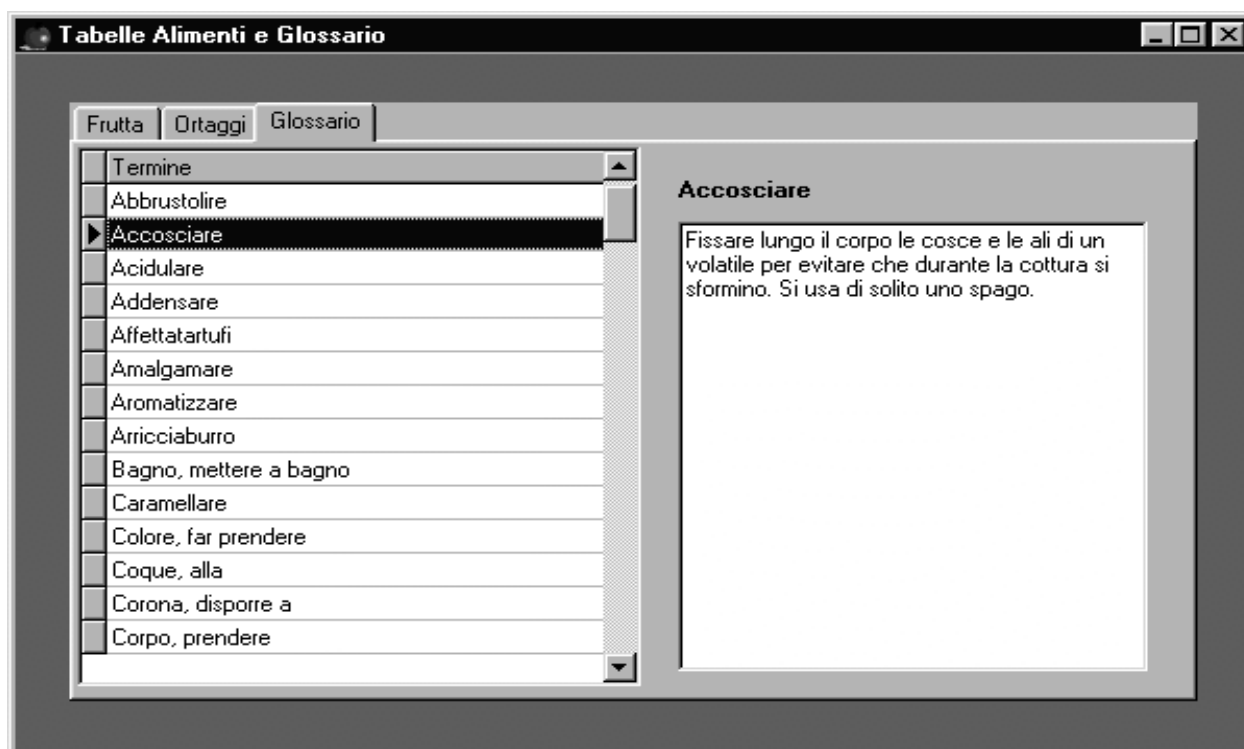 Tabelle Alimenti e Glossario
Frutta Ortaggi Glossario
Termine
Abbrustolire
Accosciare
Acidulare
Addensare
Affettatartufi
Amalgamare
Aromatizzare
Arricciaburro
Bagno, mettere a bagno
Caramellare
Colore, far prendere
Coque, alla
Corona, disporre a
Corpo, prendere
Accosciare
Fissare lungo il corpo le cosce e le ali di un
volatile per evitare che durante la cottura si
sformino. Si usa di solito uno spago.